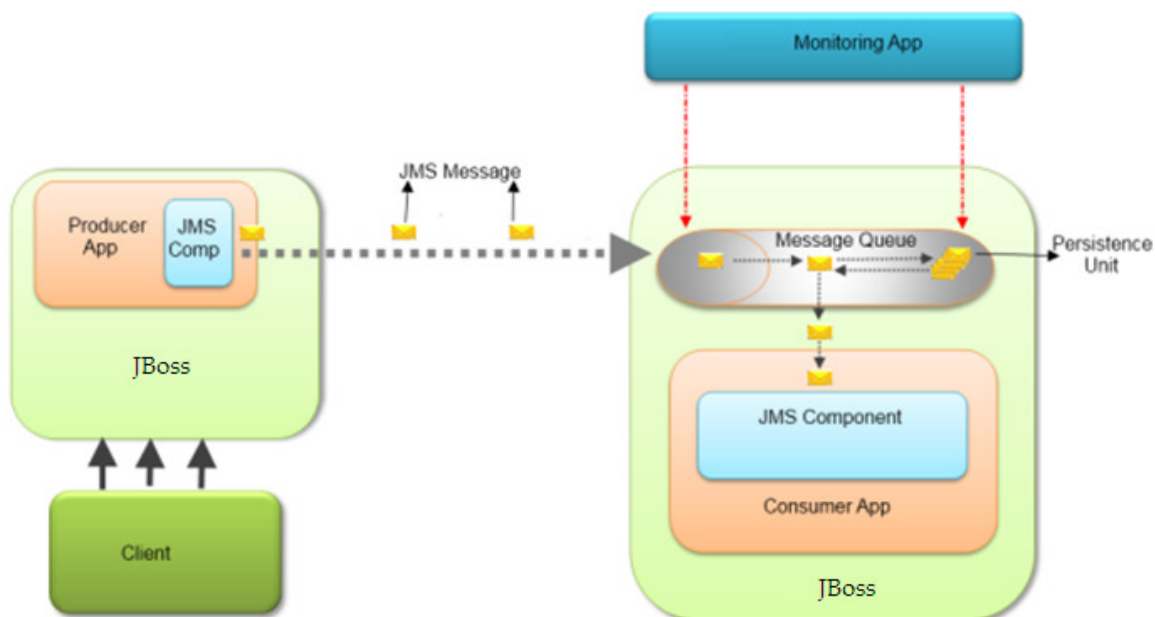 Monitoring App
JMS Message
Producer
App
JMS
Comp
Message Queue
Persistence
Unit
JBoss
JMS Component
Consumer App
Client
JBoss